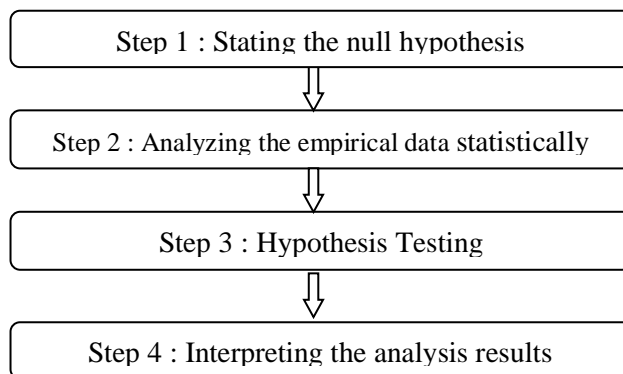 Step 1 : Stating the null hypothesis
Step 2 : Analyzing the empirical data statistically
Step 3 : Hypothesis Testing
Step 4 : Interpreting the analysis results